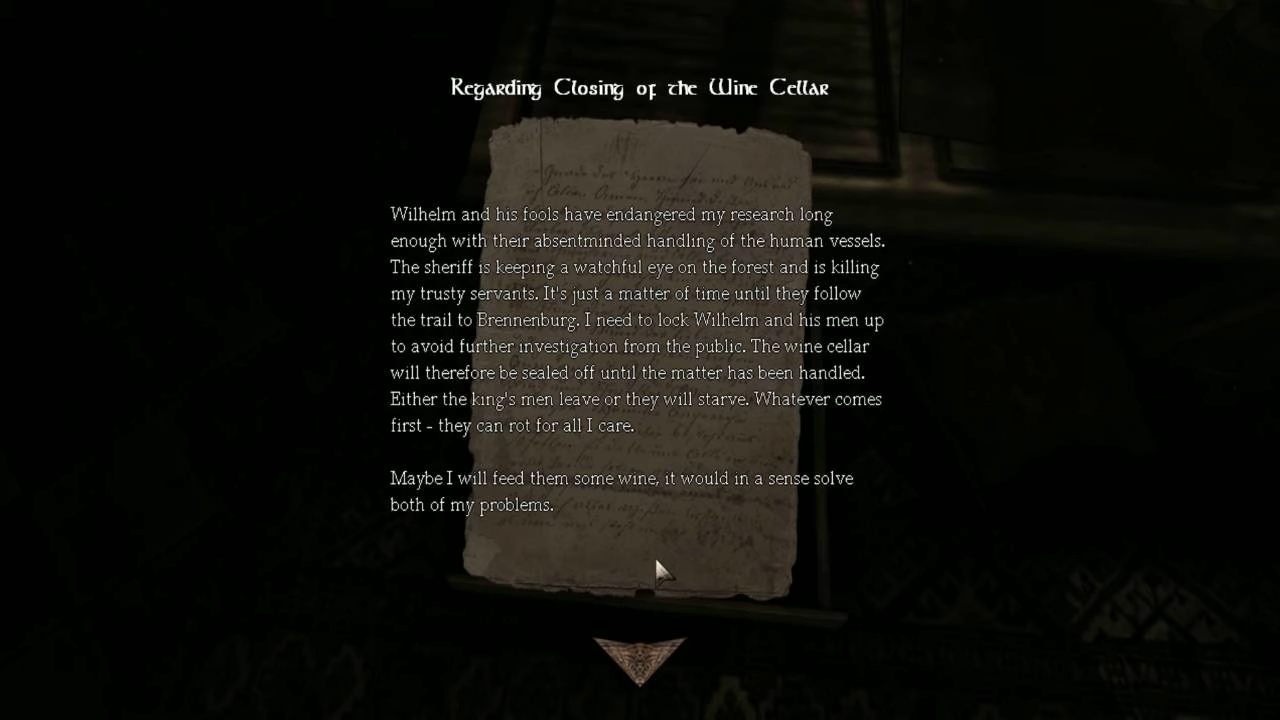 Regarding Closing of the Wine Cellar
Wilhelm and his fools have endangered my research long
enough with their absentminded handling of the human vessels.
The sheriff is keeping a watchful eye on the forest and is killing
my trusty servants. It's just a matter of time until they follow
the trail to Brennenburg. I need to lock Wilhelm and his men up
to avoid further investigation from the public. The wine cellar
will therefore be sealed off until the matter has been handled.
Either the king's men leave or they will starve. Whatever comes
first - they can rot for all I care.
Maybe I will feed them some wine, it would in a sense solve
both of my problems.